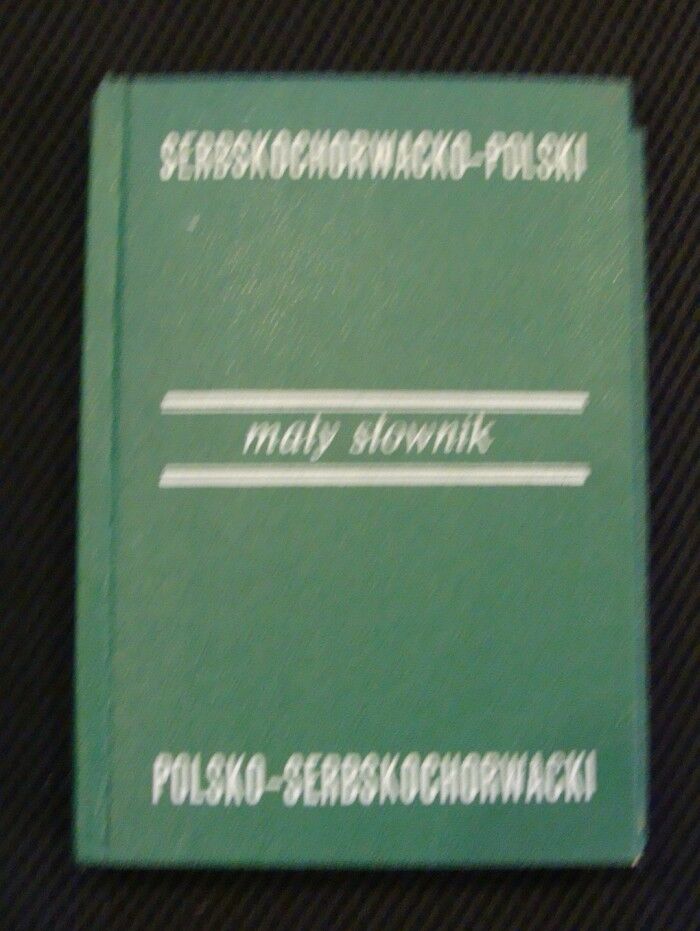 SERBSKOCHORWACKO-POLSKI
mały słownik
POLSKO-SERBSKOCHORWACKI